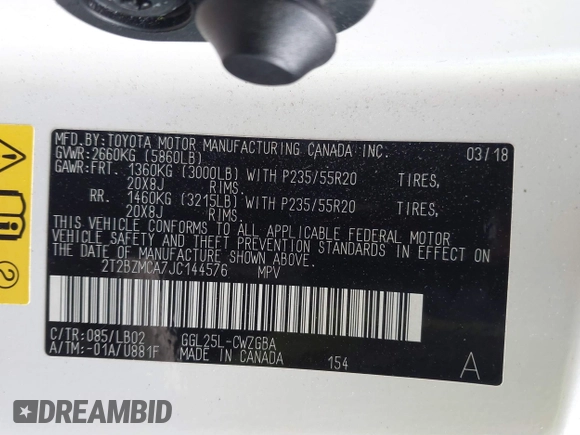 MFD.BY:TOYOTA MOTOR MANUFACTURING CANADA INC. 03/18
GVWR:2660KG (5860LB)
GAWR:FRT. 1360KG (3000LB) WITH P235/55R20 TIRES,
20X8J RIMS.
RR. 1460KG (3215LB) WITH P235/55R20 TIRES,
20X8J RIMS.
THIS VEHICLE CONFORMS TO ALL APPLICABLE FEDERAL MOTOR
VEHICLE SAFETY AND THEFT PREVENTION STANDARDS IN EFFECT ON
THE DATE OF MANUFACTURE SHOWN ABOVE.
2T2BZMCA7JC144576 MPV
C/TR:085/LB02 GGL25L-CWZGBA
A/TM:-01A/U881F MADE IN CANADA 154 A
2
DREAMBID